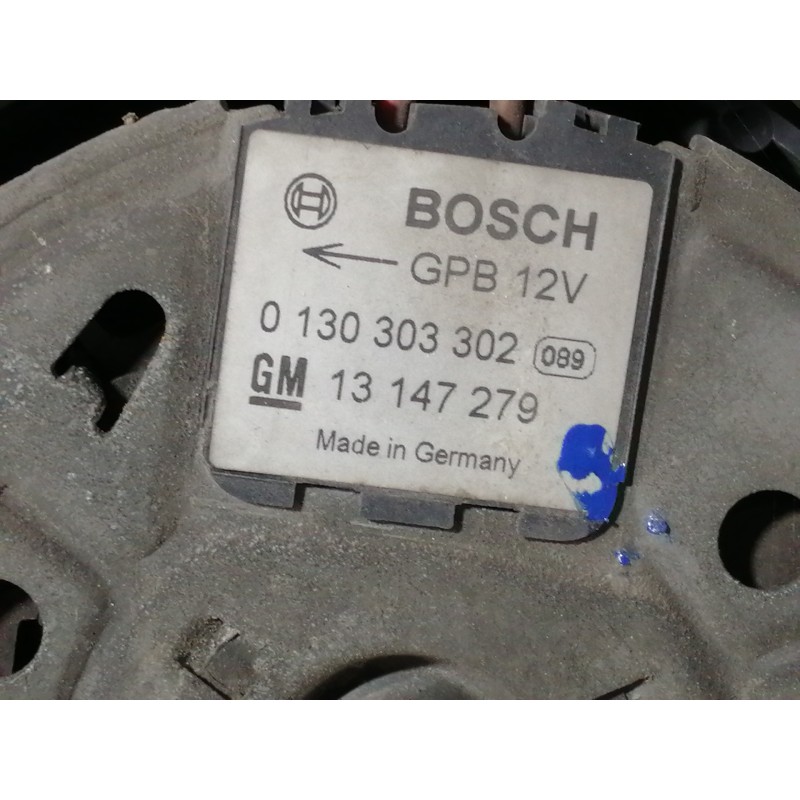 BOSCH
GPB 12V
0 130 303 302 089
GM 13 147 279
Made in Germany